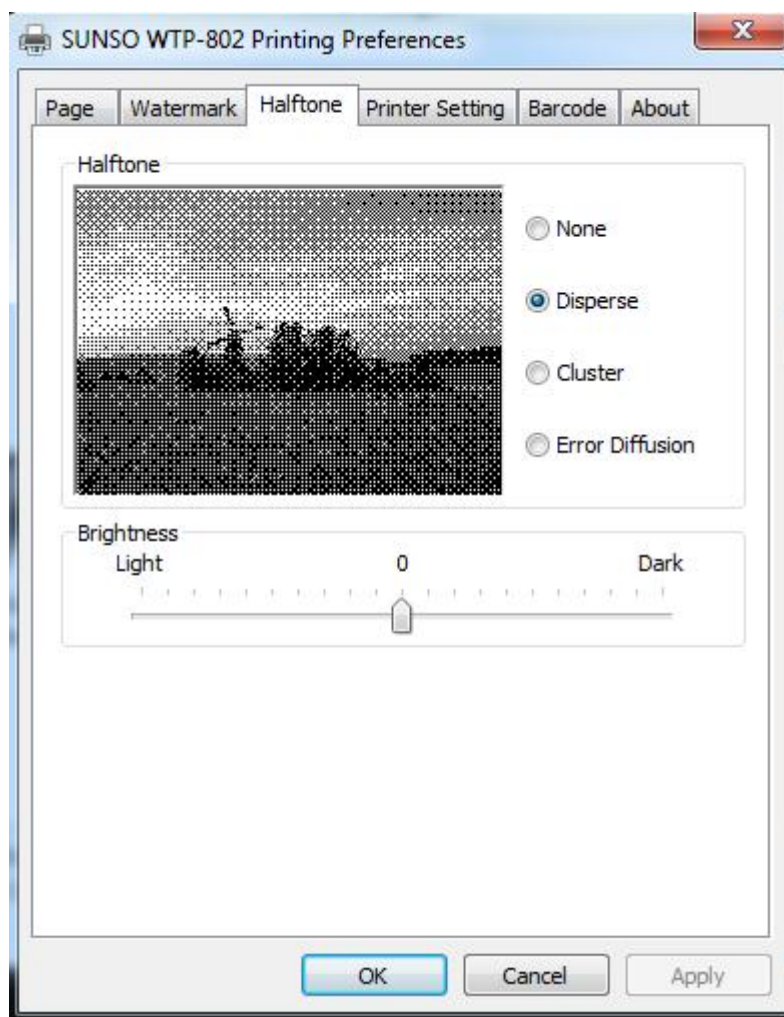 SUNSO WTP-802 Printing Preferences
Page Watermark Halftone Printer Setting Barcode About
Halftone
None
Disperse
Cluster
Error Diffusion
Brightness
Light 0 Dark
OK Cancel Apply